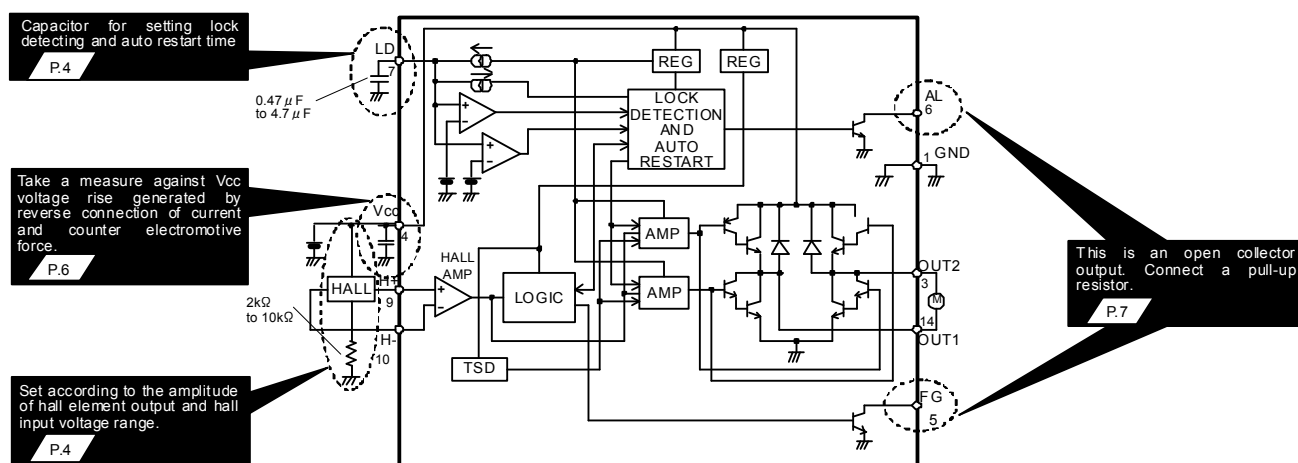 Capacitor for setting lock
detecting and auto restart time
P.4
LD
7
0.47μF
to 4.7μF
REG
REG
LOCK
DETECTION
AND
AUTO
RESTART
AL
6
1 GND
Take a measure against Vcc
voltage rise generated by
reverse connection of current
and counter electromotive
force.
P.6
Vcc
4
HALL
H+
9
HALL
AMP
LOGIC
AMP
AMP
OUT2
3
M
14
OUT1
This is an open collector
output. Connect a pull-up
resistor.
P.7
2kΩ
to 10kΩ
H-
10
TSD
Set according to the amplitude
of hall element output and hall
input voltage range.
P.4
FG
5